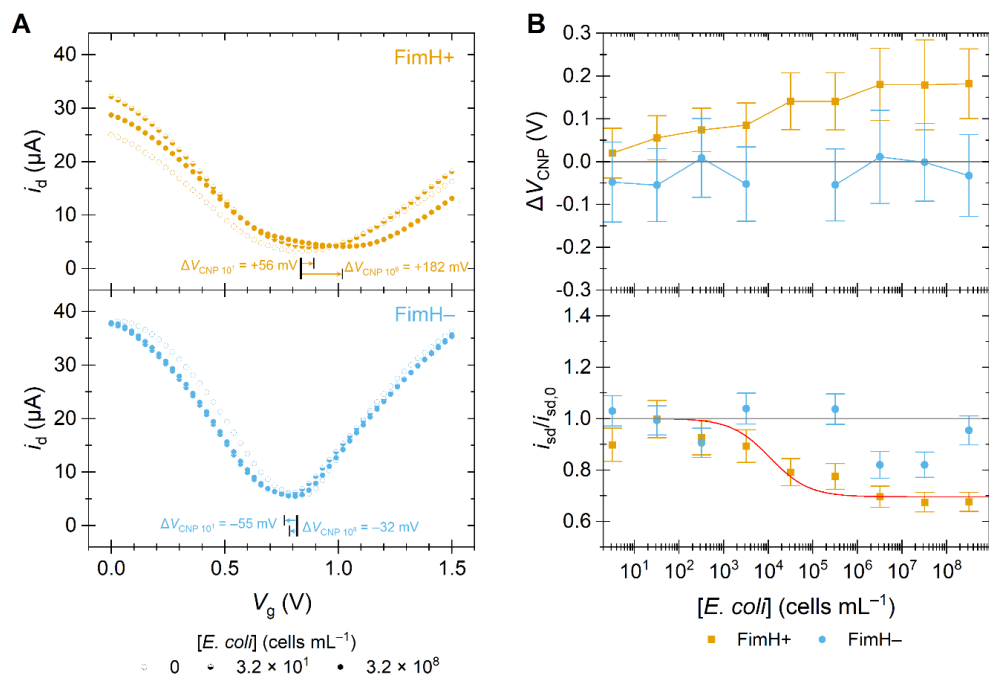 A
FimH+
40
30
20
10
0
i_d (µA)
ΔV_CNP 10¹ = +56 mV
ΔV_CNP 10⁸ = +182 mV
FimH–
40
30
20
10
0
i_d (µA)
ΔV_CNP 10¹ = –55 mV
ΔV_CNP 10⁸ = –32 mV
0.0 0.5 1.0 1.5
V_g (V)
[E. coli] (cells mL⁻¹)
0 3.2 × 10¹ 3.2 × 10⁸
B
0.3
0.2
0.1
0.0
-0.1
-0.2
-0.3
ΔV_CNP (V)
1.4
1.2
1.0
0.8
0.6
i_sd/i_sd,0
10¹ 10² 10³ 10⁴ 10⁵ 10⁶ 10⁷ 10⁸
[E. coli] (cells mL⁻¹)
FimH+ FimH–